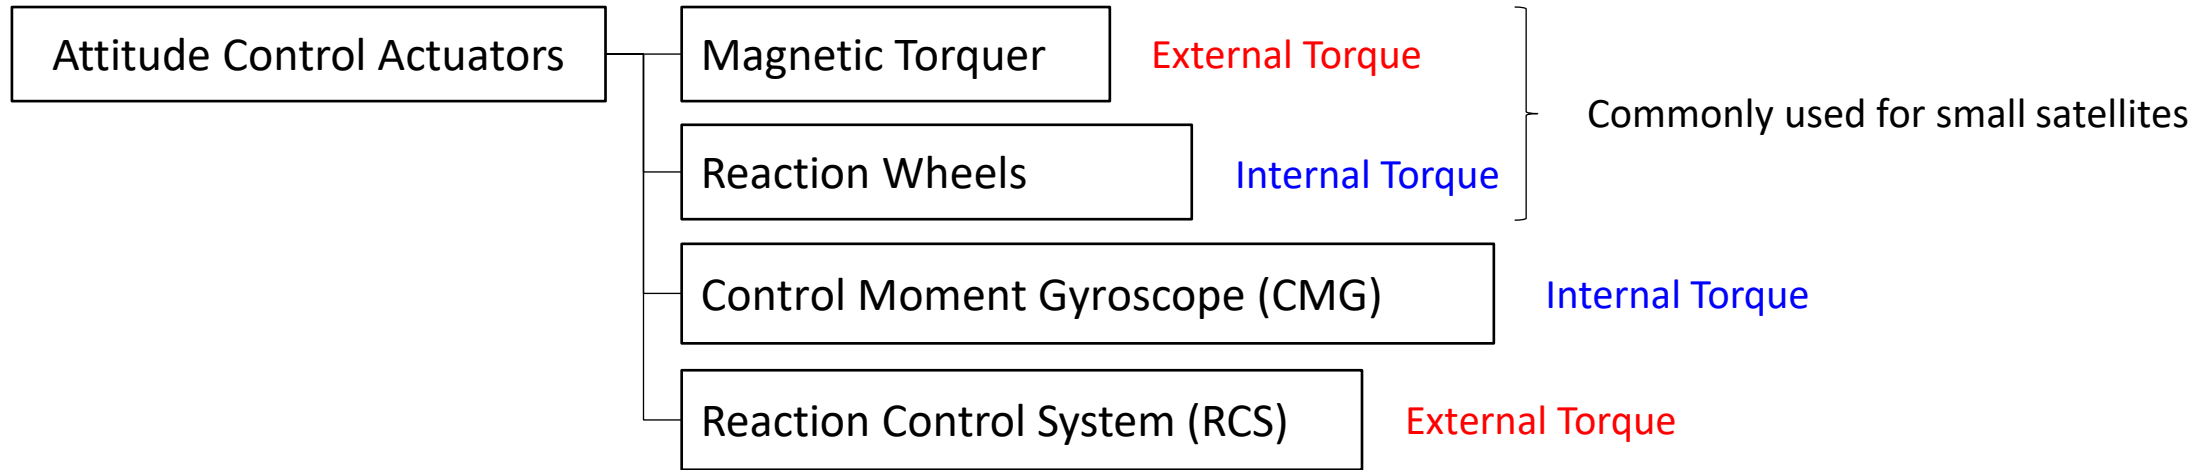 Attitude Control Actuators
Magnetic Torquer
External Torque
Commonly used for small satellites
Reaction Wheels
Internal Torque
Control Moment Gyroscope (CMG)
Internal Torque
Reaction Control System (RCS)
External Torque